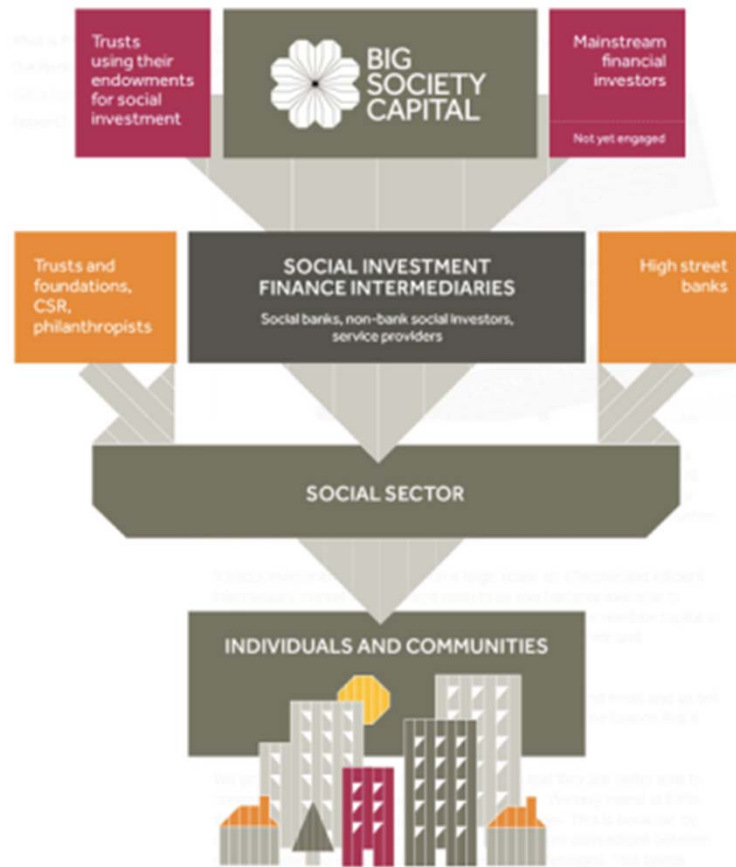 Trusts
using their
endowments
for social
investment
BIG
SOCIETY
CAPITAL
Mainstream
financial
investors
Not yet engaged
Trusts and
foundations,
CSR,
philanthropists
SOCIAL INVESTMENT
FINANCE INTERMEDIARIES
Social banks, non-bank social investors,
service providers
High street
banks
SOCIAL SECTOR
INDIVIDUALS AND COMMUNITIES